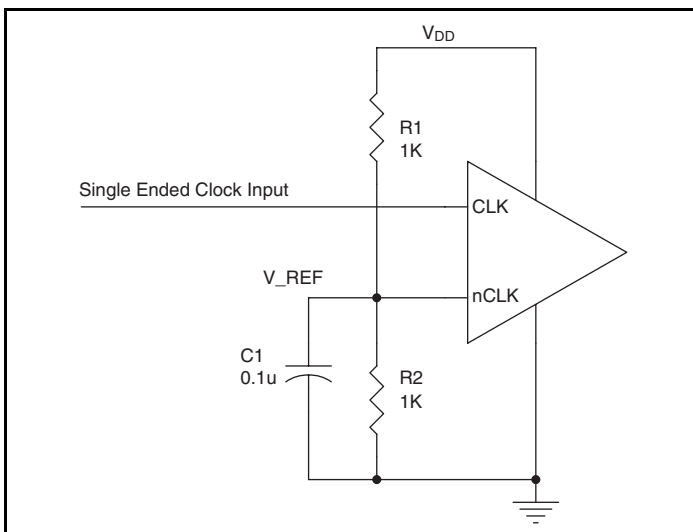 VDD
R1
1K
Single Ended Clock Input
CLK
V_REF
nCLK
C1
0.1u
R2
1K